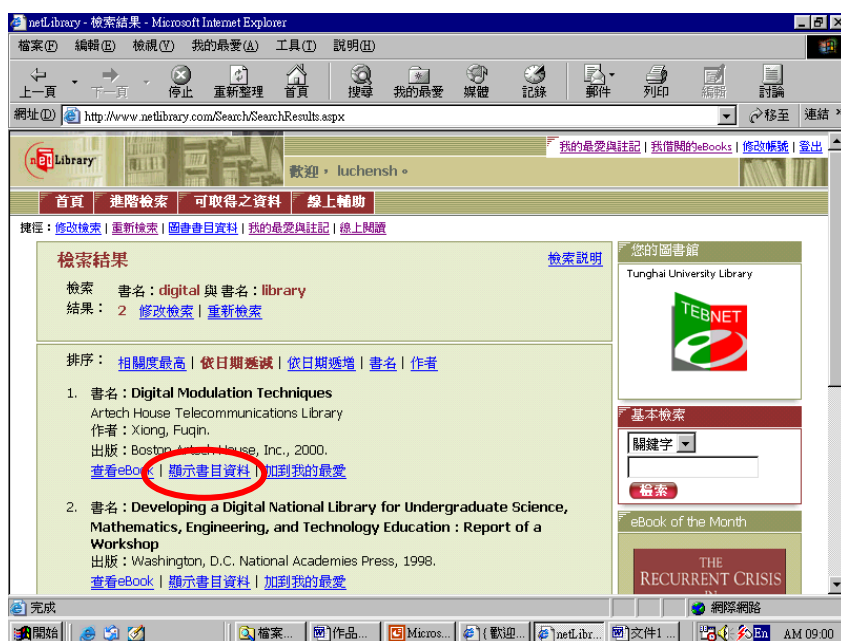 netLibrary - 檢索結果 - Microsoft Internet Explorer
檔案(F) 編輯(E) 檢視(V) 我的最愛(A) 工具(T) 說明(H)
上一頁 下一頁 停止 重新整理 首頁 搜尋 我的最愛 媒體 記錄 郵件 列印 編輯 討論
網址(D) http://www.netlibrary.com/Search/SearchResults.aspx 移至 連結 »
我的最愛與註記 | 我借閱的eBooks | 修改帳號 | 登出
netLibrary
歡迎，luchensh。
首頁 進階檢索 可取得之資料 線上輔助
捷徑：修改檢索 | 重新檢索 | 圖書書目資料 | 我的最愛與註記 | 線上閱讀
檢索結果 檢索說明
檢索 書名：digital 與 書名：library
結果： 2 修改檢索 | 重新檢索
排序： 相關度最高 | 依日期遞減 | 依日期遞增 | 書名 | 作者
1. 書名：Digital Modulation Techniques
Artech House Telecommunications Library
作者：Xiong, Fuqin.
出版：Boston Artech House, Inc., 2000.
查看eBook | 顯示書目資料 | 加到我的最愛
2. 書名：Developing a Digital National Library for Undergraduate Science,
Mathematics, Engineering, and Technology Education : Report of a
Workshop
出版：Washington, D.C. National Academies Press, 1998.
查看eBook | 顯示書目資料 | 加到我的最愛
您的圖書館
Tunghai University Library
TEBNET
基本檢索
關鍵字
檢索
eBook of the Month
THE
RECURRENT CRISIS
IN
完成 網際網路
開始 檔案... 作品... Micros... {歡迎... netLibr... 文件1 ... En AM 09:00